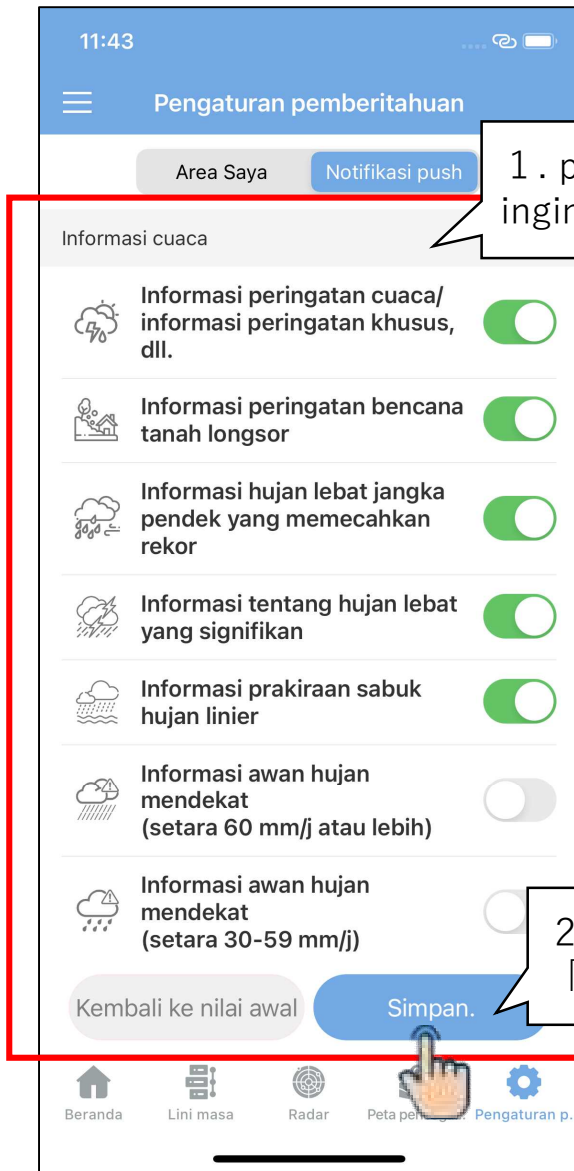 11:43
Pengaturan pemberitahuan
Area Saya
Notifikasi push
1.
Informasi cuaca
Informasi peringatan cuaca/
informasi peringatan khusus,
dll.
Informasi peringatan bencana
tanah longsor
Informasi hujan lebat jangka
pendek yang memecahkan
rekor
Informasi tentang hujan lebat
yang signifikan
Informasi prakiraan sabuk
hujan linier
Informasi awan hujan
mendekat
(setara 60 mm/j atau lebih)
Informasi awan hujan
mendekat
(setara 30-59 mm/j)
2
「
Kembali ke nilai awal
Simpan.
Beranda
Lini masa
Radar
Peta
Pengaturan p..